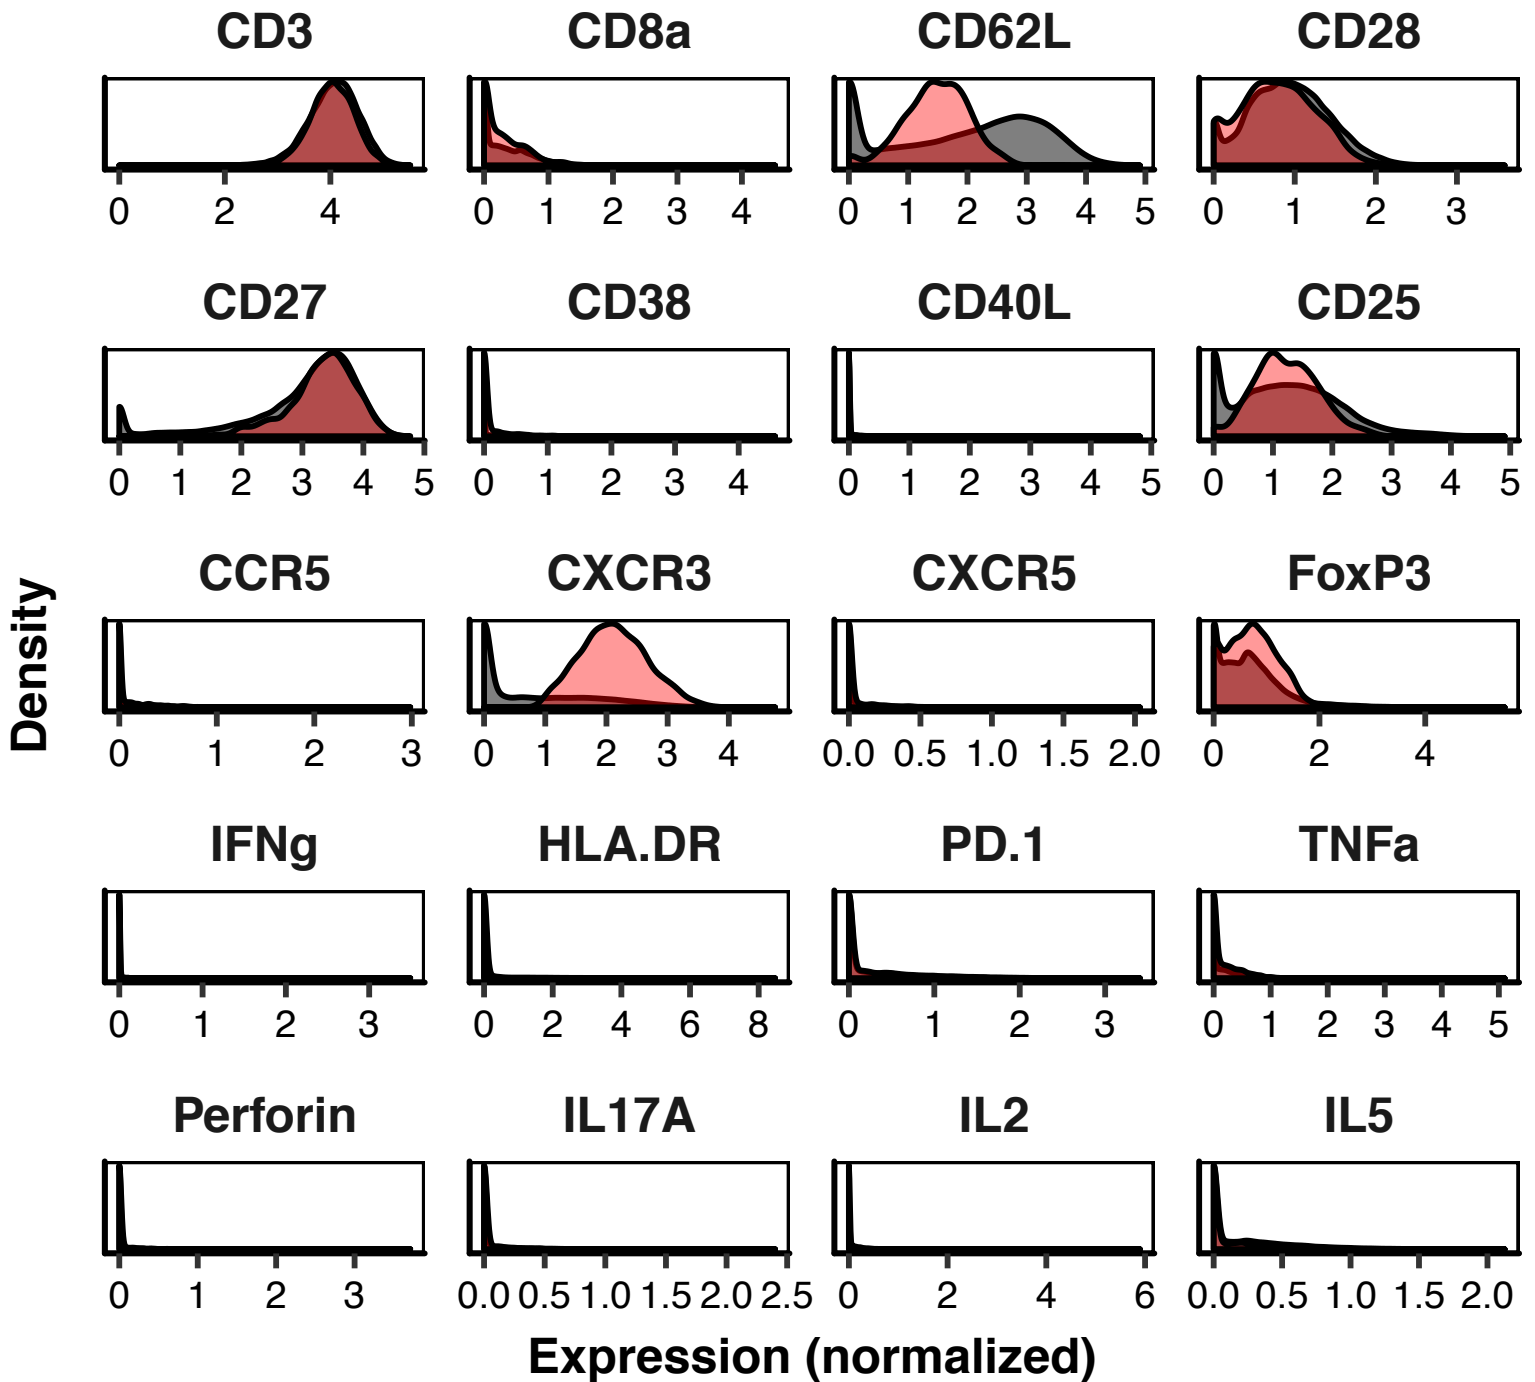 CD3 CD8a CD62L CD28
0 2 4 0 1 2 3 4 0 1 2 3 4 5 0 1 2 3
CD27 CD38 CD40L CD25
0 1 2 3 4 5 0 1 2 3 4 0 1 2 3 4 5 0 1 2 3 4 5
CCR5 CXCR3 CXCR5 FoxP3
0 1 2 3 0 1 2 3 4 0.0 0.5 1.0 1.5 2.0 0 2 4
Density
IFNg HLA.DR PD.1 TNFa
0 1 2 3 0 2 4 6 8 0 1 2 3 0 1 2 3 4 5
Perforin IL17A IL2 IL5
0 1 2 3 0.0 0.5 1.0 1.5 2.0 2.5 0 2 4 6 0.0 0.5 1.0 1.5 2.0
Expression (normalized)